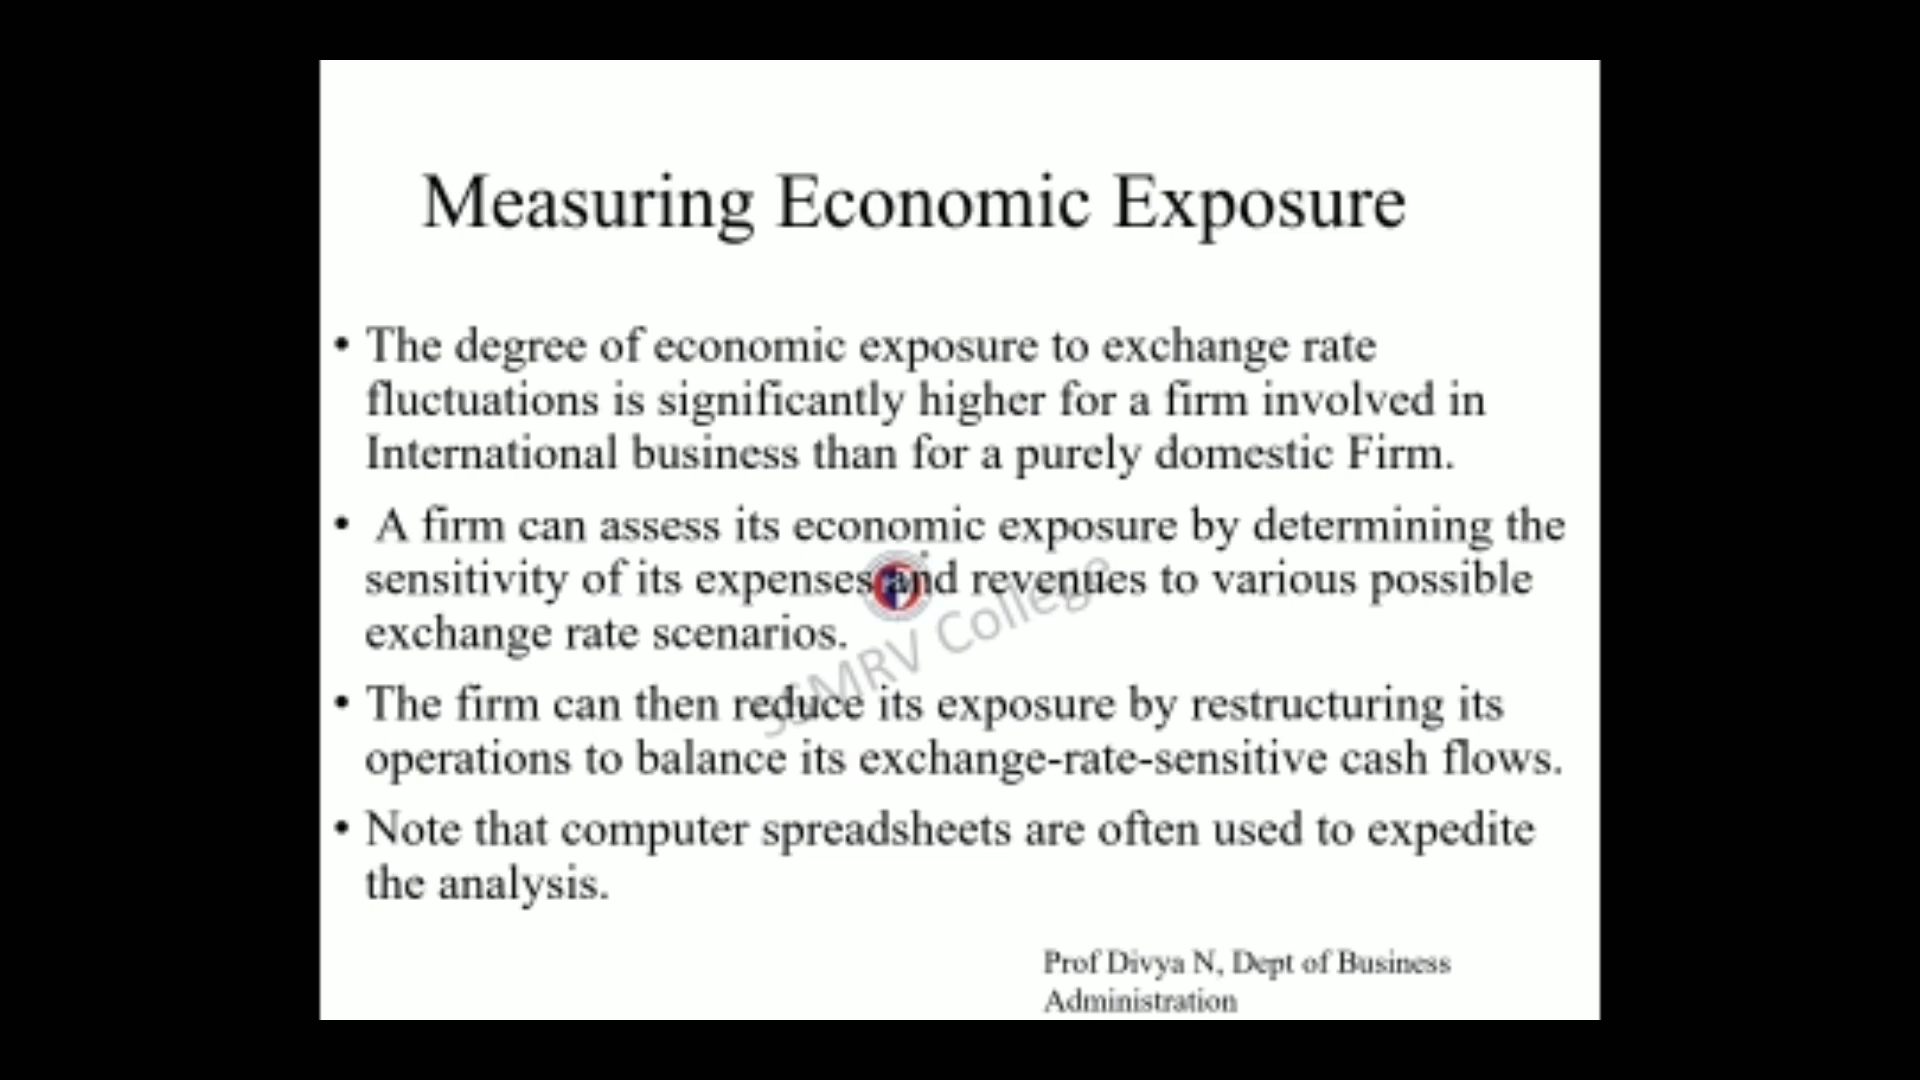 Measuring Economic Exposure
• The degree of economic exposure to exchange rate
fluctuations is significantly higher for a firm involved in
International business than for a purely domestic Firm.
• A firm can assess its economic exposure by determining the
sensitivity of its expenses and revenues to various possible
exchange rate scenarios.
SSMRV College
• The firm can then reduce its exposure by restructuring its
operations to balance its exchange-rate-sensitive cash flows.
• Note that computer spreadsheets are often used to expedite
the analysis.
Prof Divya N, Dept of Business
Administration